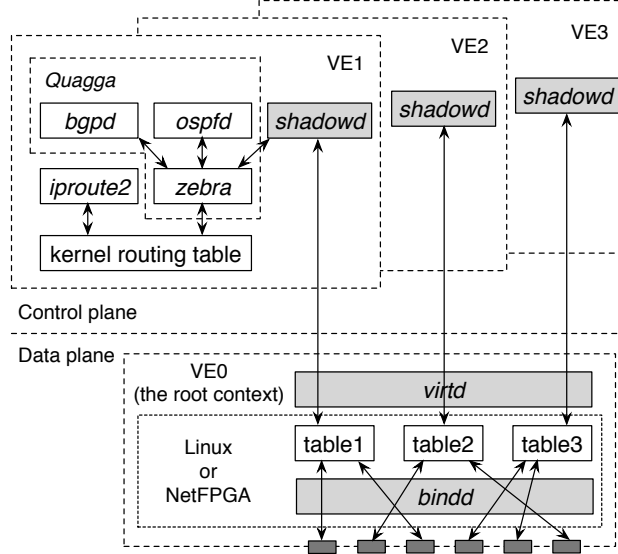 VE3
VE2
VE1
Quagga
bgpd
ospfd
shadowd
shadowd
shadowd
iproute2
zebra
kernel routing table
Control plane
Data plane
VE0
(the root context)
virtd
Linux
or
NetFPGA
table1
table2
table3
bindd